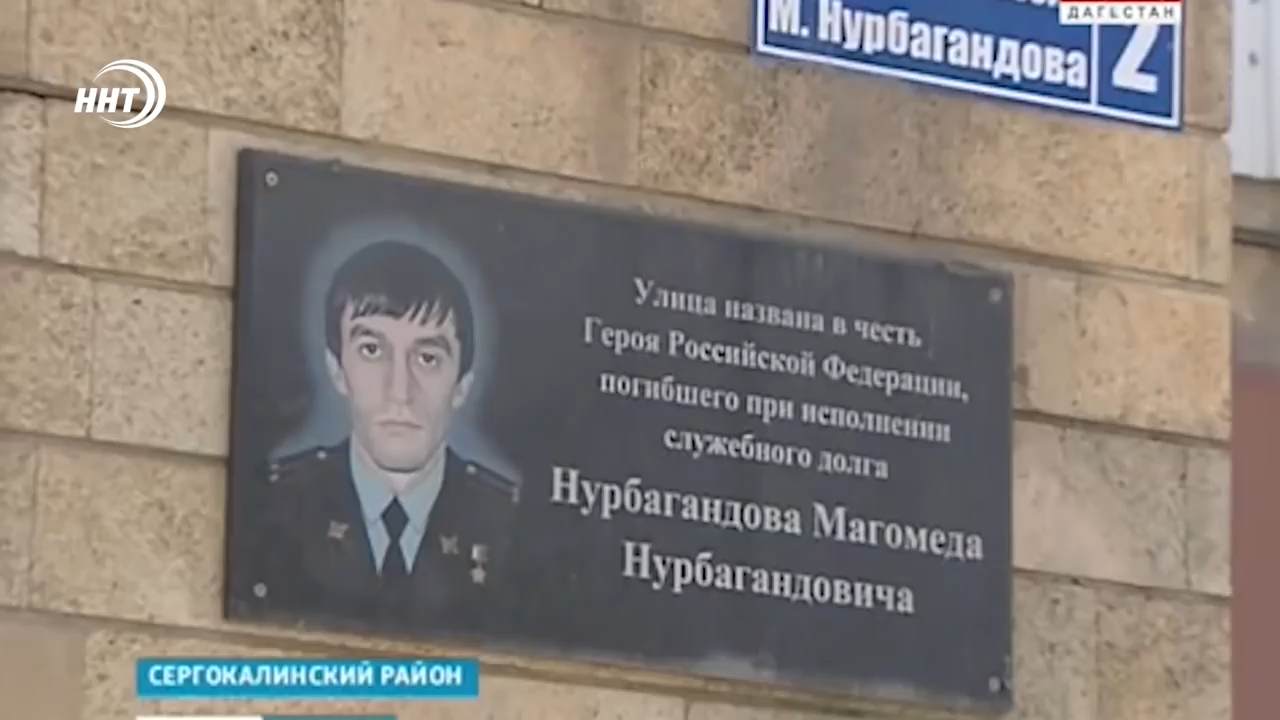 ДАГЕСТАН
М. Нурбагандова 2
ННТ
Улица названа в честь
Героя Российской Федерации,
погибшего при исполнении
служебного долга
Нурбагандова Магомеда
Нурбагандовича
СЕРГОКАЛИНСКИЙ РАЙОН